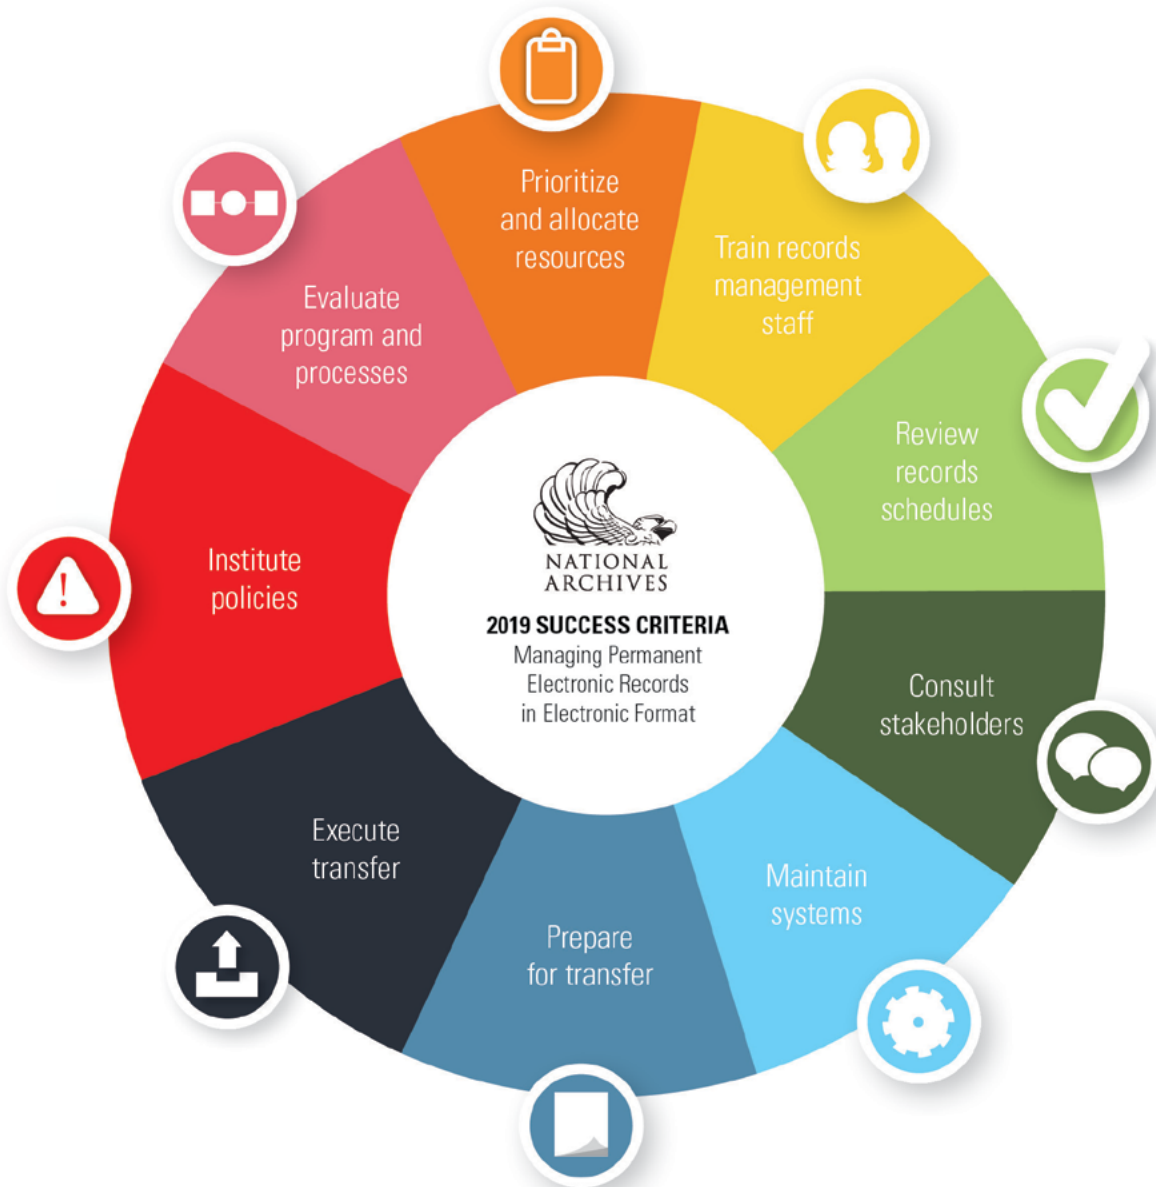 Prioritize
and allocate
resources
Train records
management
staff
Review
records
schedules
Consult
stakeholders
Maintain
systems
Prepare
for transfer
Execute
transfer
Institute
policies
Evaluate
program and
processes
NATIONAL
ARCHIVES
2019 SUCCESS CRITERIA
Managing Permanent
Electronic Records
in Electronic Format
!